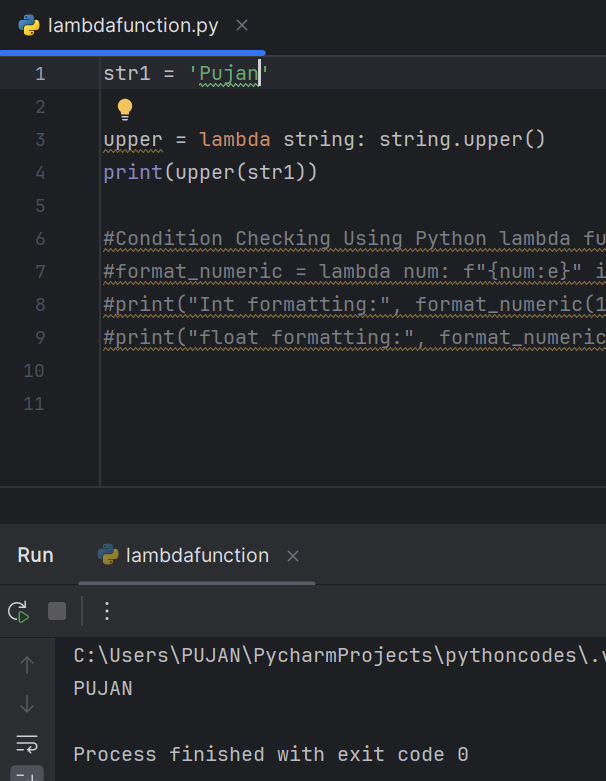 lambdafunction.py
1 str1 = 'Pujan'
2
3 upper = lambda string: string.upper()
4 print(upper(str1))
5
6 #Condition Checking Using Python lambda fu
7 #format_numeric = lambda num: f"{num:e}" i
8 #print("Int formatting:", format_numeric(1
9 #print("float formatting:", format_numeric
10
11
Run lambdafunction
C:\Users\PUJAN\PycharmProjects\pythoncodes\.v
PUJAN
Process finished with exit code 0